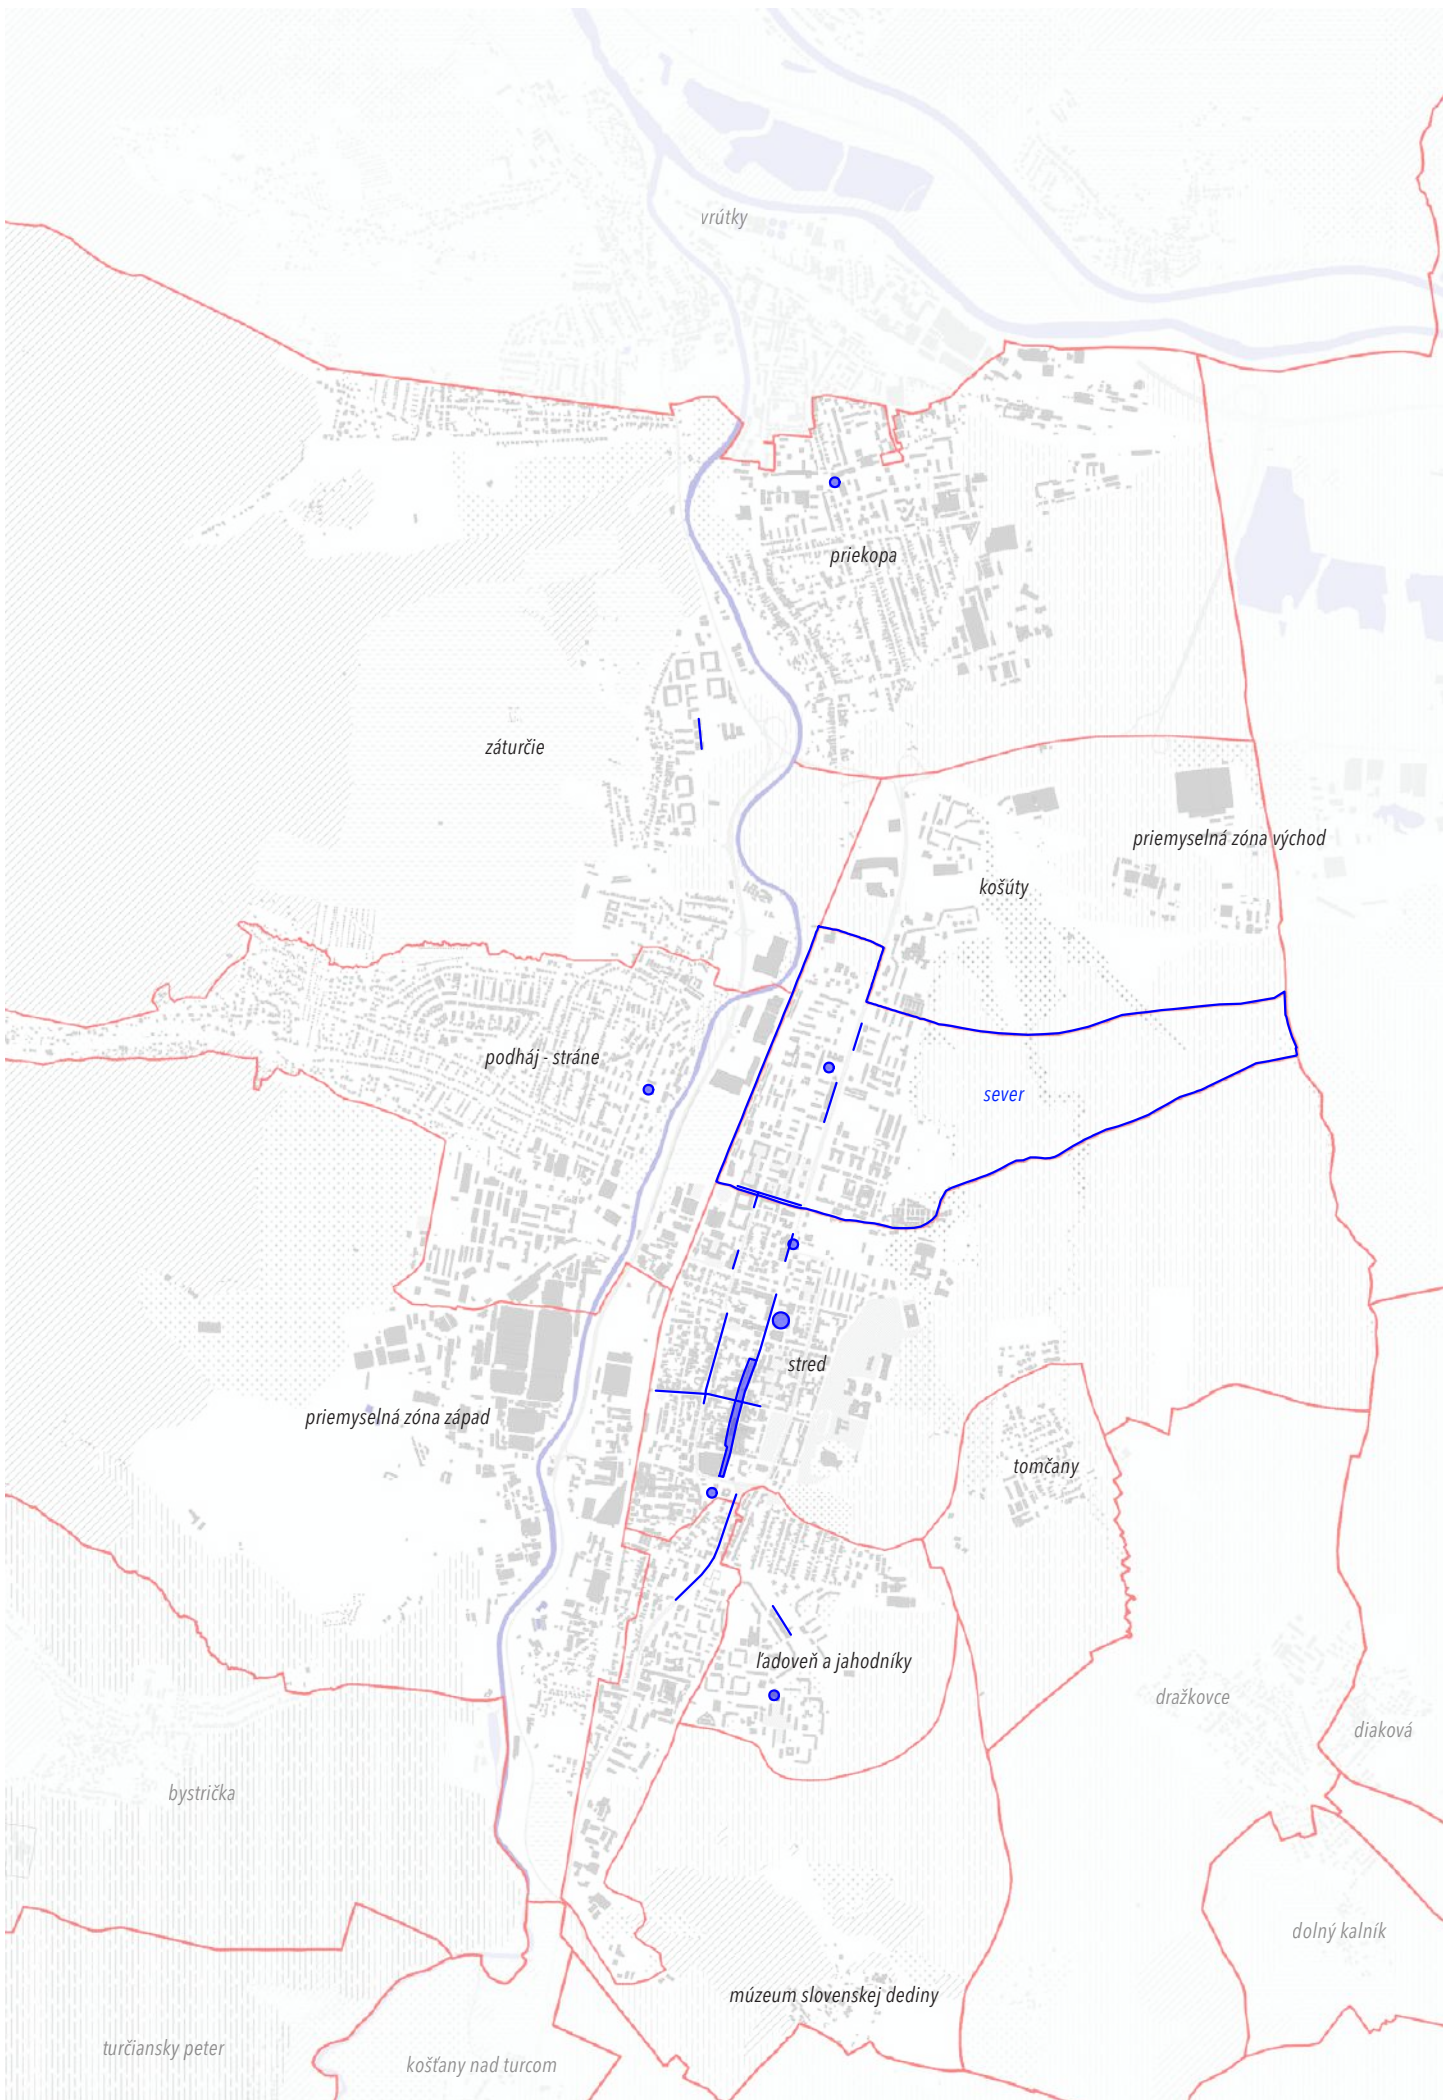 vrútky
priekopa
záturčie
priemyselná zóna východ
košúty
podháj - stráne
sever
stred
priemyselná zóna západ
tomčany
ľadoveň a jahodníky
dražkovce
diaková
bystrička
dolný kalník
múzeum slovenskej dediny
turčiansky peter
košťany nad turcom